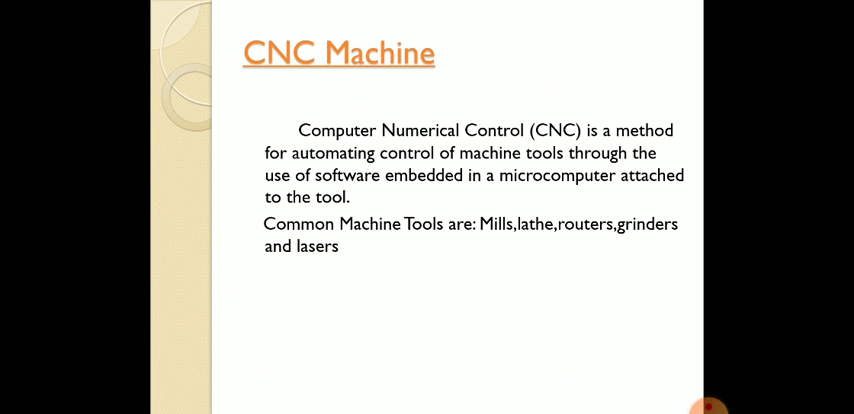 CNC Machine
Computer Numerical Control (CNC) is a method
for automating control of machine tools through the
use of software embedded in a microcomputer attached
to the tool.
Common Machine Tools are: Mills,lathe,routers,grinders
and lasers